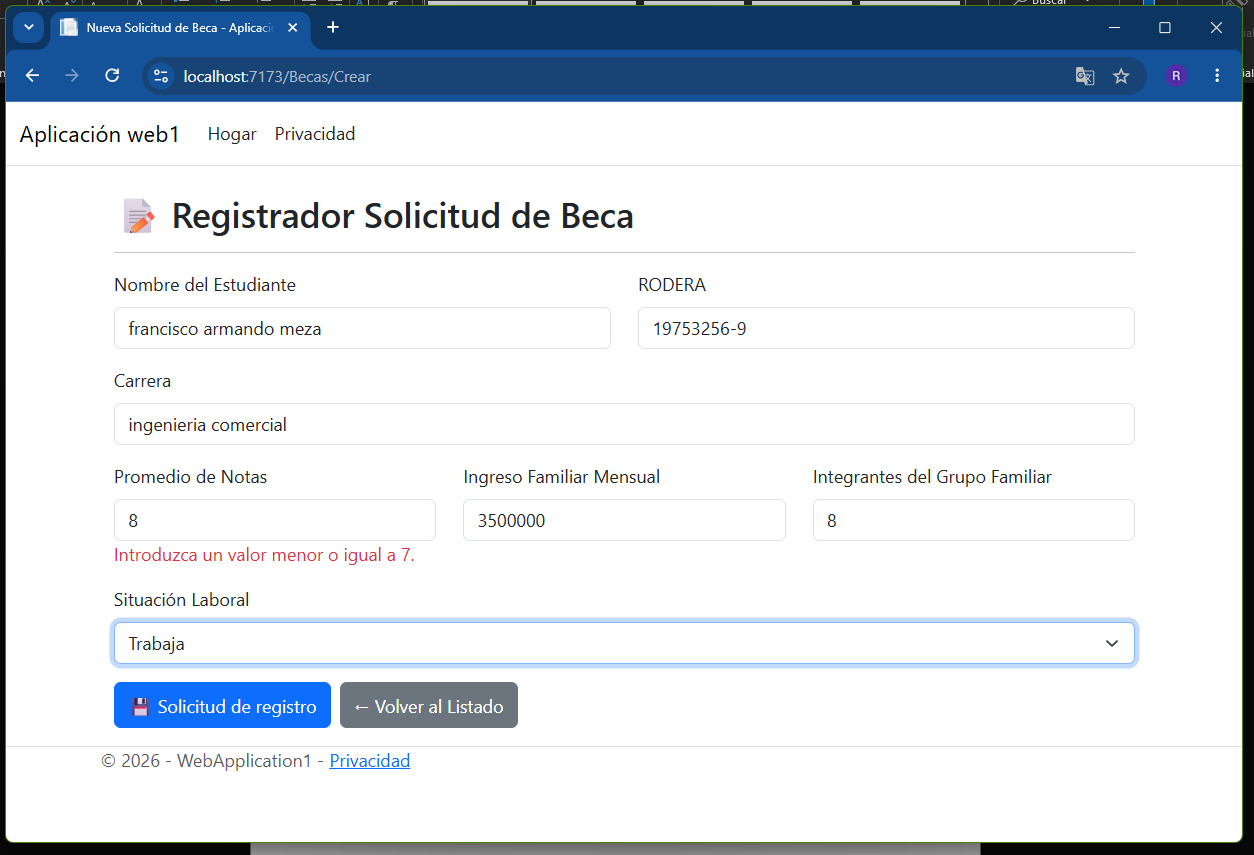 Buscar
Nueva Solicitud de Beca - Aplicaci
localhost:7173/Becas/Crear
R
Aplicación web1 Hogar Privacidad
Registrador Solicitud de Beca
Nombre del Estudiante RODERA
francisco armando meza 19753256-9
Carrera
ingenieria comercial
Promedio de Notas Ingreso Familiar Mensual Integrantes del Grupo Familiar
8 3500000 8
Introduzca un valor menor o igual a 7.
Situación Laboral
Trabaja
Solicitud de registro ← Volver al Listado
© 2026 - WebApplication1 - Privacidad